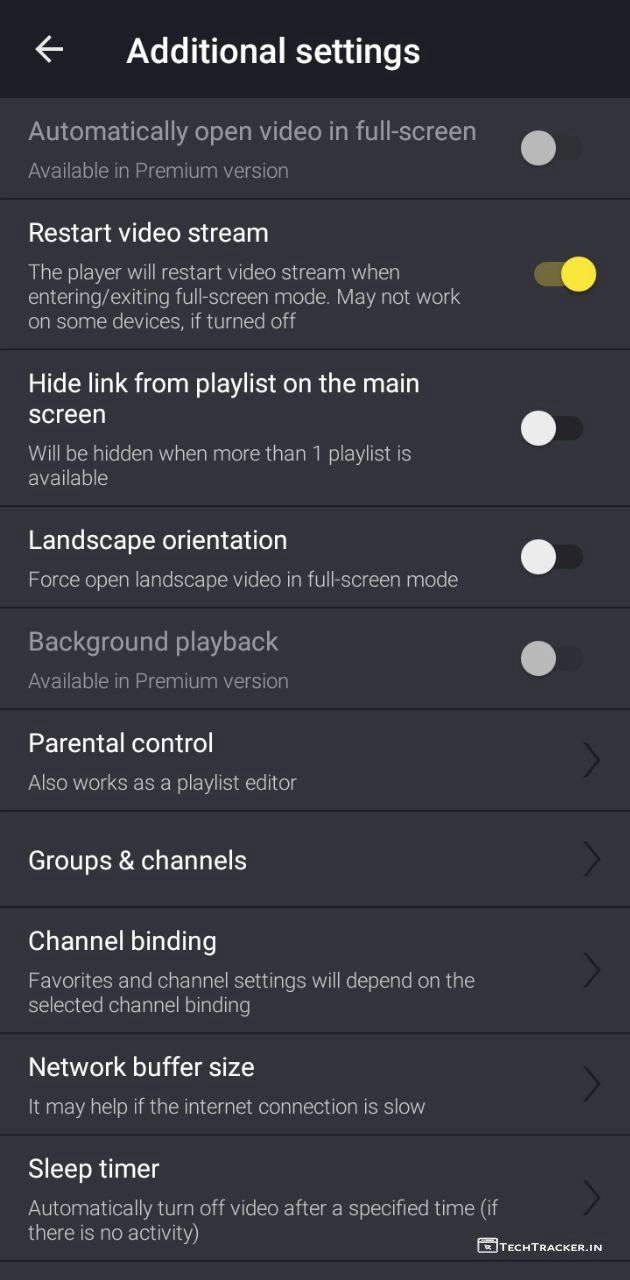 Additional settings
Automatically open video in full-screen
Available in Premium version
Restart video stream
The player will restart video stream when
entering/exiting full-screen mode. May not work
on some devices, if turned off
Hide link from playlist on the main
screen
Will be hidden when more than 1 playlist is
available
Landscape orientation
Force open landscape video in full-screen mode
Background playback
Available in Premium version
Parental control
Also works as a playlist editor
Groups & channels
Channel binding
Favorites and channel settings will depend on the
selected channel binding
Network buffer size
It may help if the internet connection is slow
Sleep timer
Automatically turn off video after a specified time (if
there is no activity)
TechTracker.in